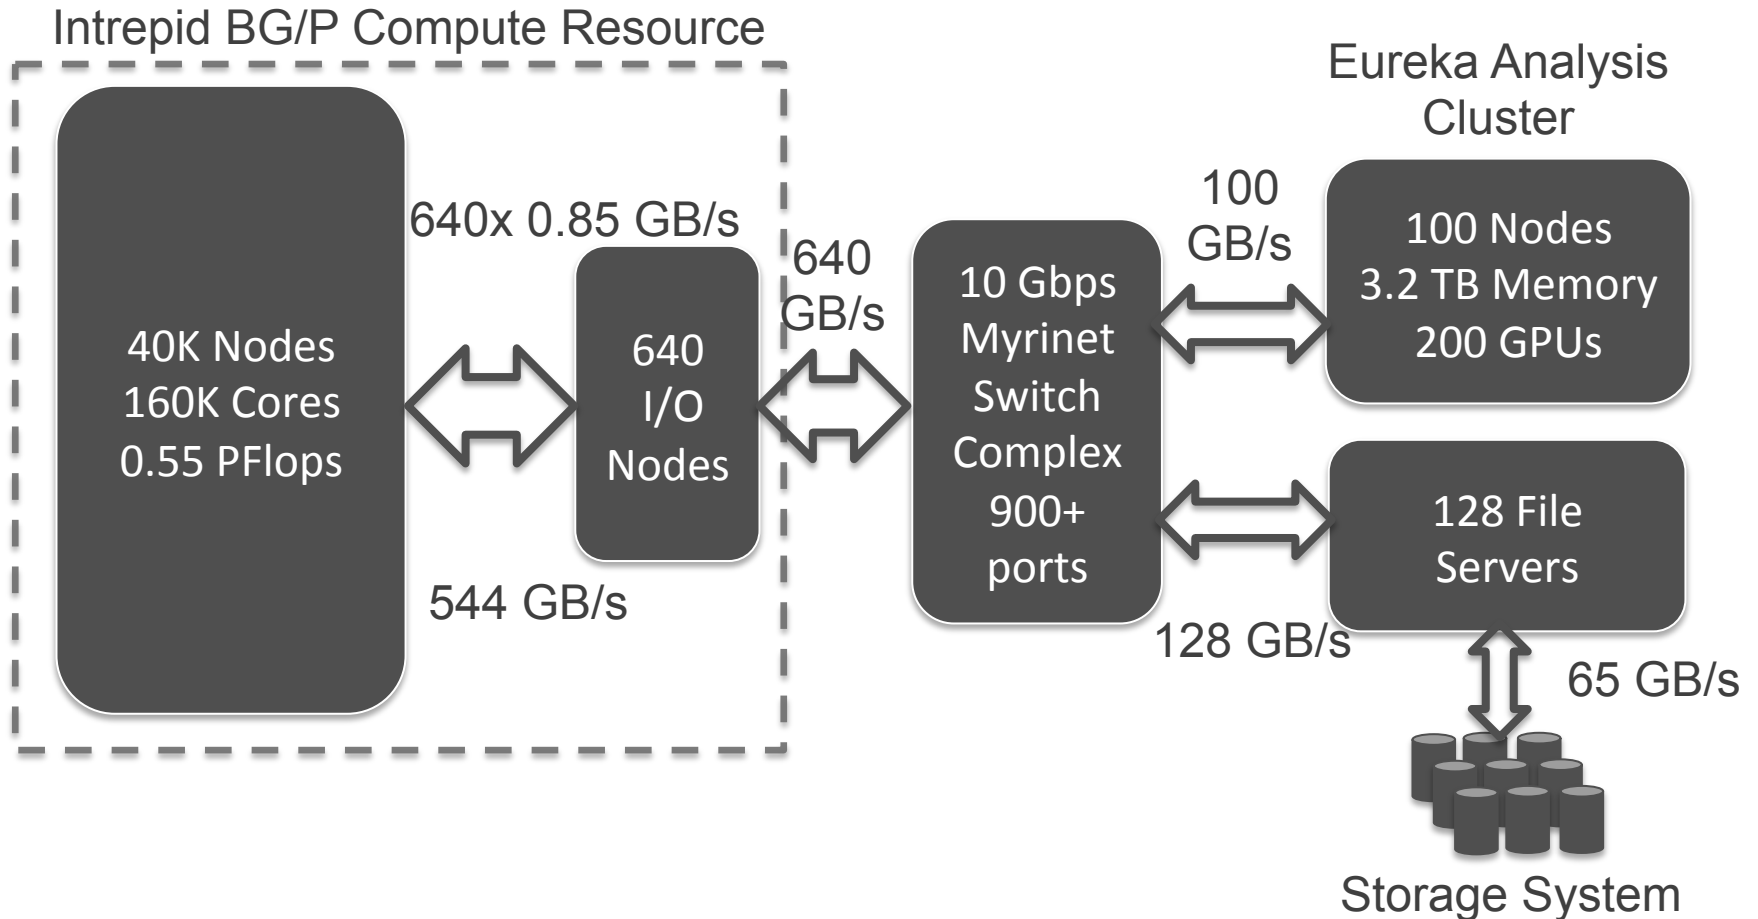 Intrepid BG/P Compute Resource
40K Nodes
160K Cores
0.55 PFlops
640x 0.85 GB/s
544 GB/s
640
I/O
Nodes
640
GB/s
10 Gbps
Myrinet
Switch
Complex
900+
ports
100
GB/s
Eureka Analysis
Cluster
100 Nodes
3.2 TB Memory
200 GPUs
128 GB/s
128 File
Servers
65 GB/s
Storage System